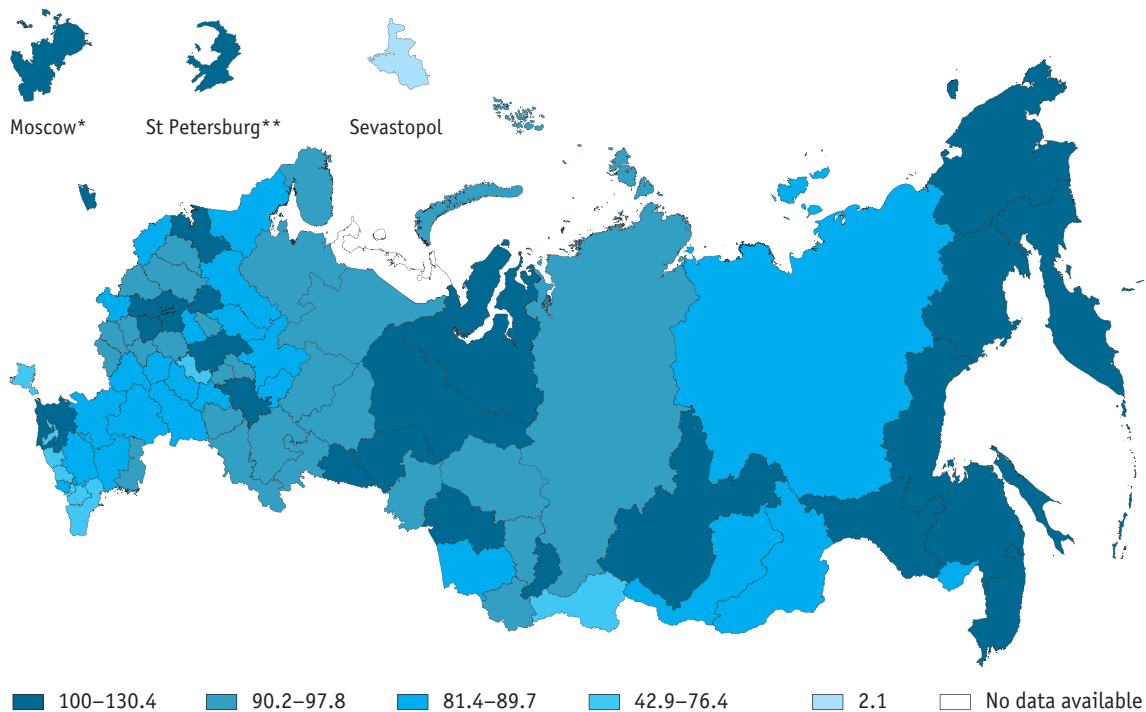 Moscow*
St Petersburg**
Sevastopol
100–130.4
90.2–97.8
81.4–89.7
42.9–76.4
2.1
No data available